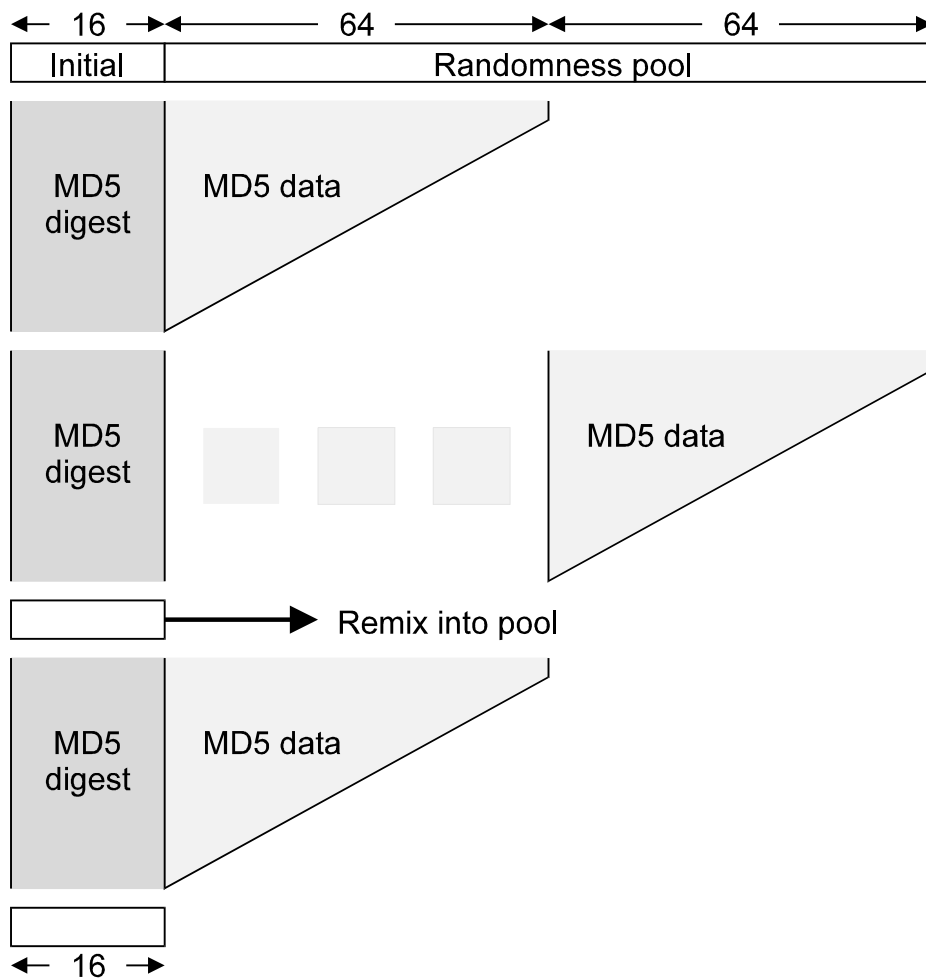 16 64 64
Initial Randomness pool
MD5 data
MD5
digest
MD5 data
MD5
digest
Remix into pool
MD5 data
MD5
digest
16